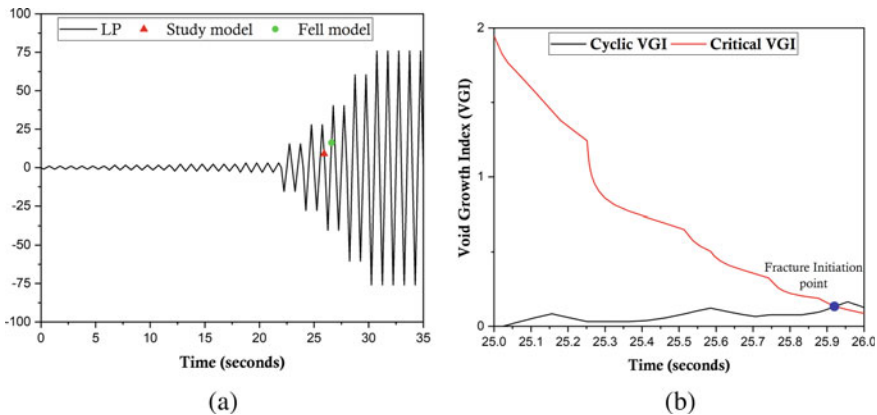 LP Study model Fell model
100
75
50
25
0
-25
-50
-75
-100
0 5 10 15 20 25 30 35
Time (seconds)
(a)
Cyclic VGI Critical VGI
Void Growth Index (VGI)
2
1
0
Fracture Initiation
point
25.0 25.1 25.2 25.3 25.4 25.5 25.6 25.7 25.8 25.9 26.0
Time (seconds)
(b)